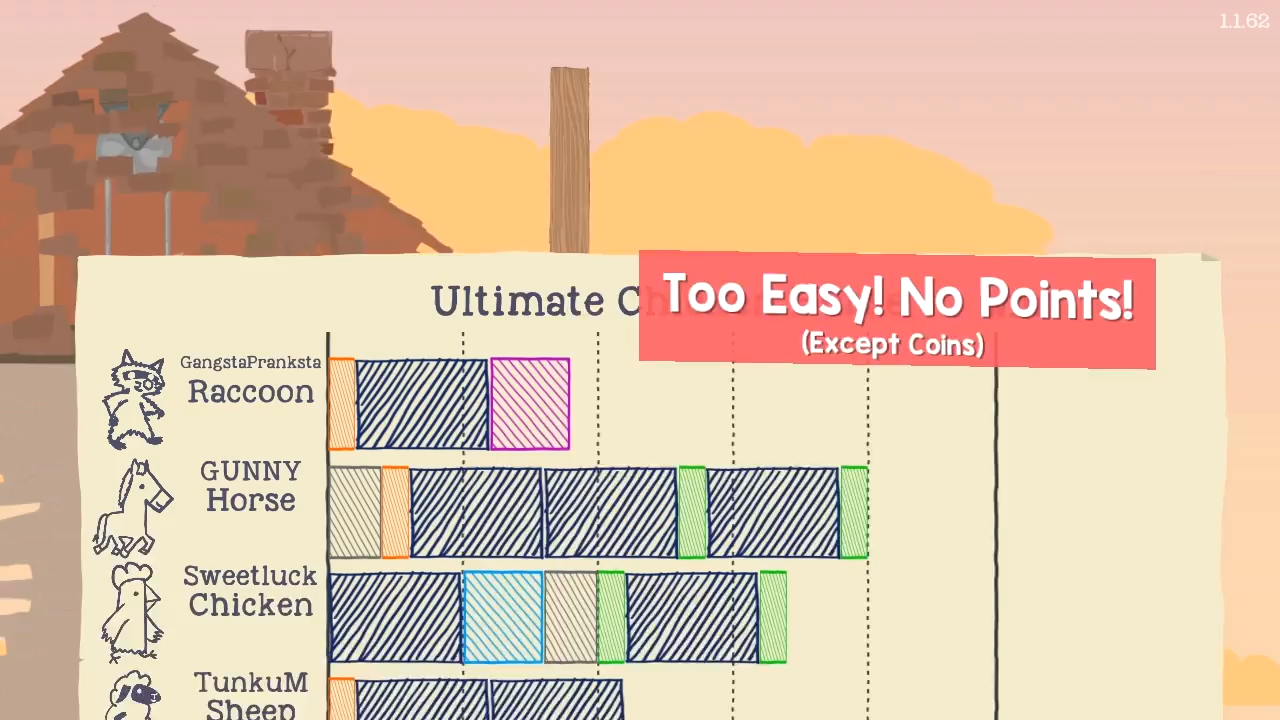 1.1.62
Too Easy! No Points!
Ultimate
(Except Coins)
GangstaPranksta
Raccoon
GUNNY
Horse
Sweetluck
Chicken
TunkuM
Sheep